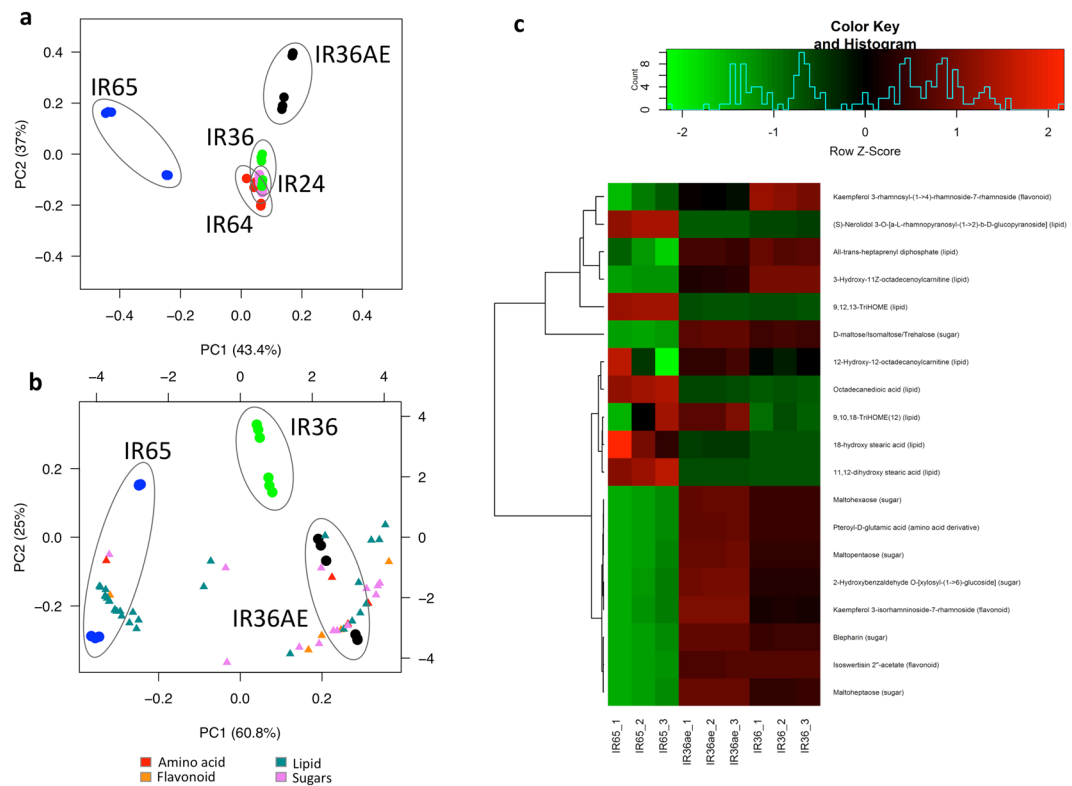 a
IR65
IR36AE
IR36
IR24
IR64
PC2 (37%)
0.4
0.2
0.0
−0.2
−0.4
−0.4
−0.2
0.0
0.2
0.4
PC1 (43.4%)
b
−4
−2
0
2
4
IR65
IR36
IR36AE
PC2 (25%)
0.2
0.0
−0.2
4
2
0
−2
−4
−0.2
0.0
0.2
PC1 (60.8%)
Amino acid
Flavonoid
Lipid
Sugars
c
Color Key
and Histogram
Count
0
4
8
-2
-1
0
1
2
Row Z-Score
Kaempferol 3-rhamnosyl-(1->4)-rhamnoside-7-rhamnoside (flavonoid)
(S)-Nerolidol 3-O-[a-L-rhamnopyranosyl-(1->2)-b-D-glucopyranoside] (lipid)
All-trans-heptaprenyl diphosphate (lipid)
3-Hydroxy-11Z-octadecenoylcarnitine (lipid)
9,12,13-TriHOME (lipid)
D-maltose/Isomaltose/Trehalose (sugar)
12-Hydroxy-12-octadecanoylcarnitine (lipid)
Octadecanedioic acid (lipid)
9,10,18-TriHOME(12) (lipid)
18-hydroxy stearic acid (lipid)
11,12-dihydroxy stearic acid (lipid)
Maltohexaose (sugar)
Pteroyl-D-glutamic acid (amino acid derivative)
Maltopentaose (sugar)
2-Hydroxybenzaldehyde O-[xylosyl-(1->6)-glucoside] (sugar)
Kaempferol 3-isorhamninoside-7-rhamnoside (flavonoid)
Blepharin (sugar)
Isoswertisin 2"-acetate (flavonoid)
Maltoheptaose (sugar)
IR65_1
IR65_2
IR65_3
IR36ae_1
IR36ae_2
IR36ae_3
IR36_1
IR36_2
IR36_3